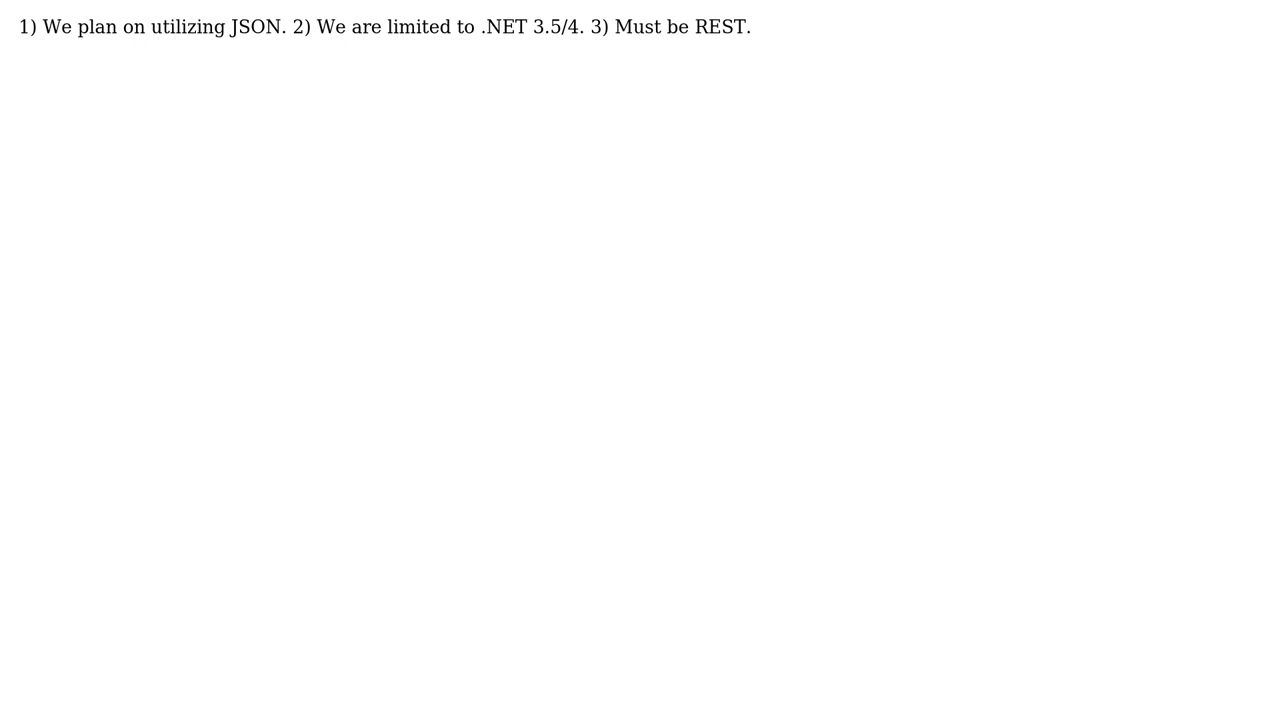 1) We plan on utilizing JSON. 2) We are limited to .NET 3.5/4. 3) Must be REST.